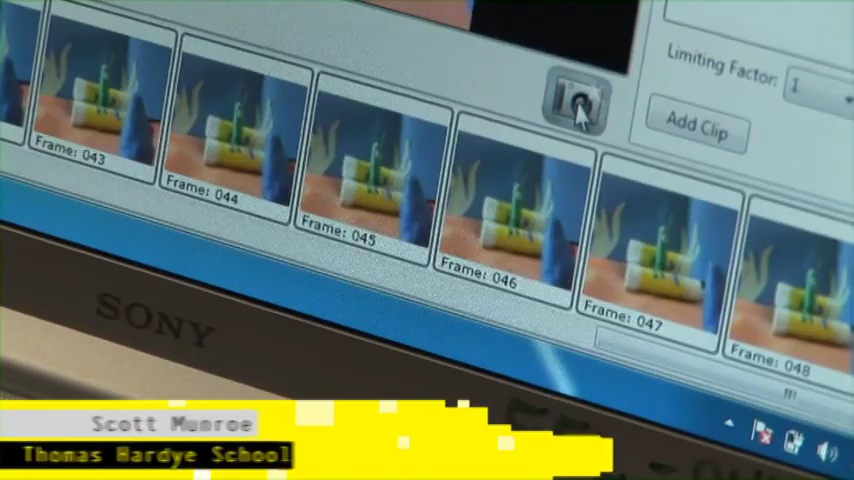 Limiting Factor: I
Add Clip
Frame: 043
Frame: 044
Frame: 045
Frame: 046
Frame: 047
Frame: 048
SONY
Scott Munroe
Thomas Hardye School